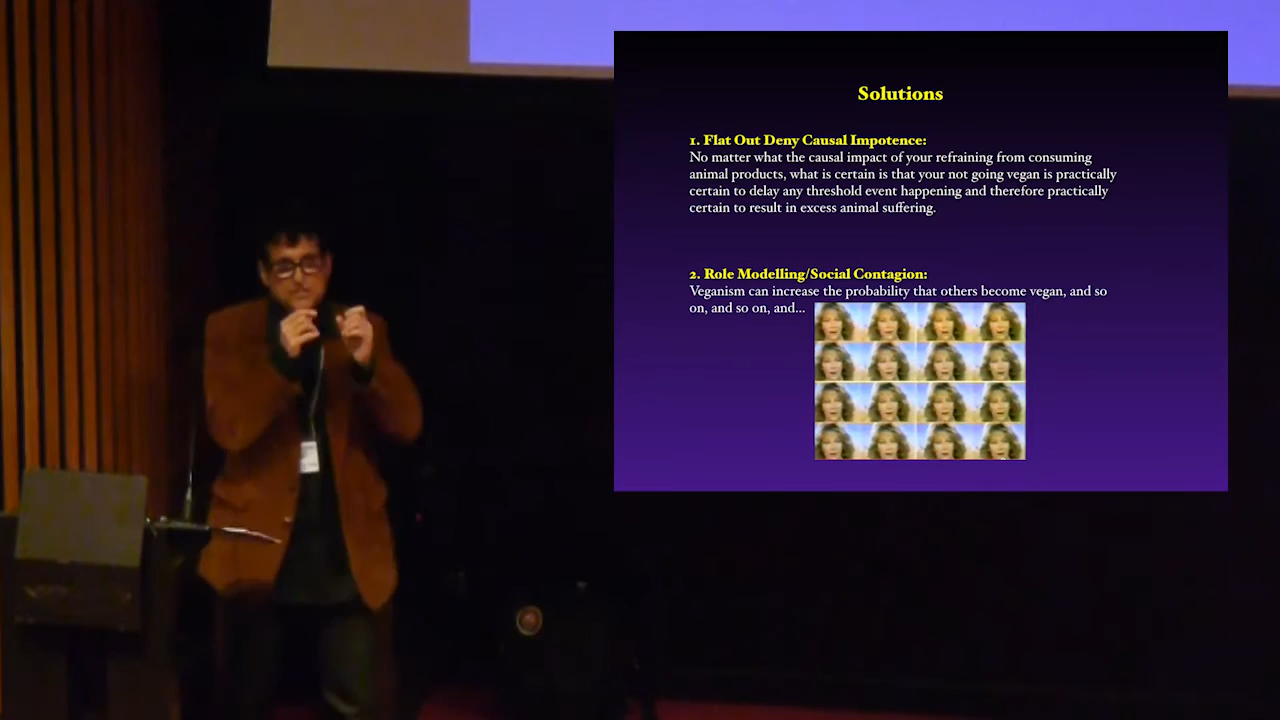 Solutions
1. Flat Out Deny Causal Impotence:
No matter what the causal impact of your refraining from consuming
animal products, what is certain is that your not going vegan is practically
certain to delay any threshold event happening and therefore practically
certain to result in excess animal suffering.
2. Role Modelling/Social Contagion:
Veganism can increase the probability that others become vegan, and so
on, and so on, and...